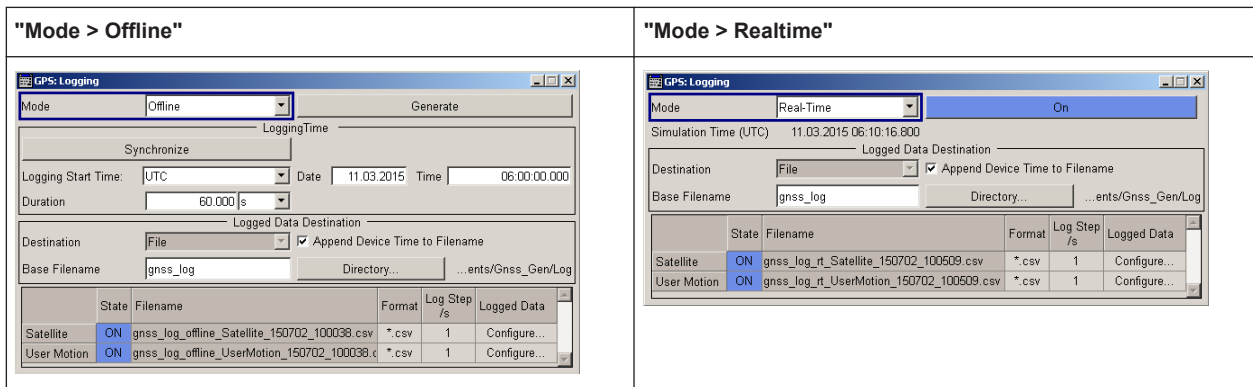 "Mode > Offline"
GPS: Logging
Mode Offline Generate
LoggingTime
Synchronize
Logging Start Time: UTC Date 11.03.2015 Time 06:00:00.000
Duration 60.000 s
Logged Data Destination
Destination File Append Device Time to Filename
Base Filename gnss_log Directory... ...ents/Gnss_Gen/Log
State Filename Format Log Step /s Logged Data
Satellite ON gnss_log_offline_Satellite_150702_100038.csv *.csv 1 Configure...
User Motion ON gnss_log_offline_UserMotion_150702_100038.c *.csv 1 Configure...
"Mode > Realtime"
GPS: Logging
Mode Real-Time On
Simulation Time (UTC) 11.03.2015 06:10:16.800
Logged Data Destination
Destination File Append Device Time to Filename
Base Filename gnss_log Directory... ...ents/Gnss_Gen/Log
State Filename Format Log Step /s Logged Data
Satellite ON gnss_log_rt_Satellite_150702_100509.csv *.csv 1 Configure...
User Motion ON gnss_log_rt_UserMotion_150702_100509.csv *.csv 1 Configure...